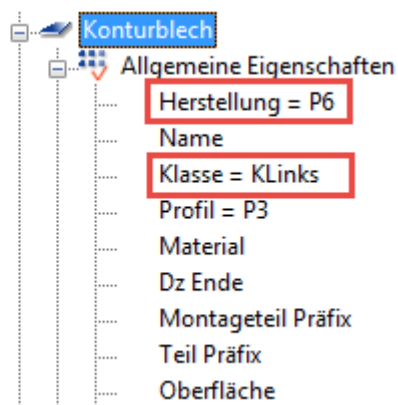 Konturblech
Allgemeine Eigenschaften
Herstellung = P6
Name
Klasse = KLinks
Profil = P3
Material
Dz Ende
Montageteil Präfix
Teil Präfix
Oberfläche